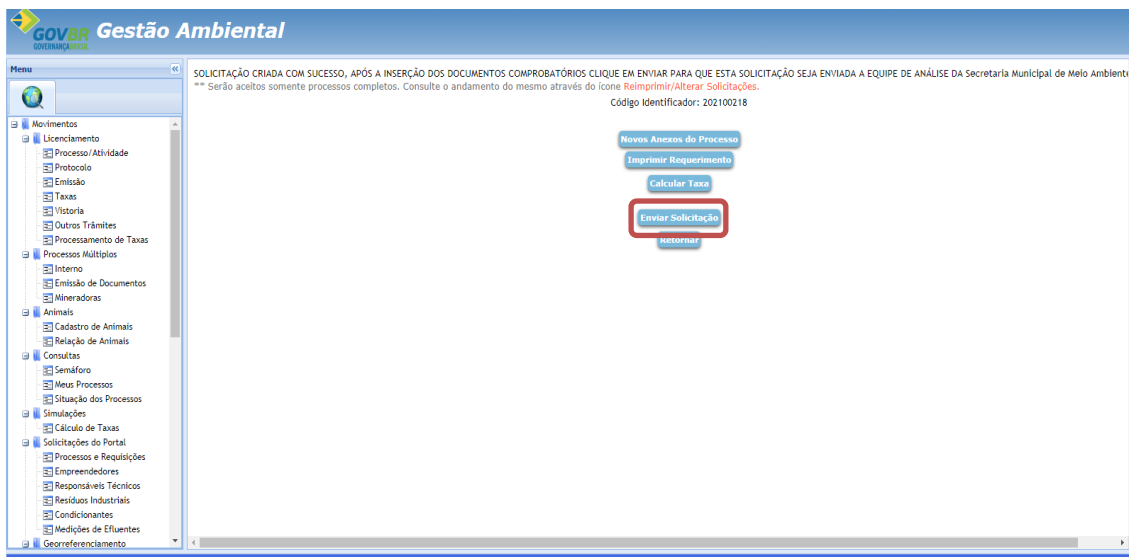 GOVBR Gestão Ambiental
GOVERNANÇABRASIL
Menu
Movimentos
Licenciamento
Processo/Atividade
Protocolo
Emissão
Taxas
Vistoria
Outros Trâmites
Processamento de Taxas
Processos Múltiplos
Interno
Emissão de Documentos
Mineradoras
Animais
Cadastro de Animais
Relação de Animais
Consultas
Semáforo
Meus Processos
Situação dos Processos
Simulações
Cálculo de Taxas
Solicitações do Portal
Processos e Requisições
Empreendedores
Responsáveis Técnicos
Resíduos Industriais
Condicionantes
Medições de Efluentes
Georreferenciamento
SOLICITAÇÃO CRIADA COM SUCESSO, APÓS A INSERÇÃO DOS DOCUMENTOS COMPROBATÓRIOS CLIQUE EM ENVIAR PARA QUE ESTA SOLICITAÇÃO SEJA ENVIADA A EQUIPE DE ANÁLISE DA Secretaria Municipal de Meio Ambiente
** Serão aceitos somente processos completos. Consulte o andamento do mesmo através do ícone Reimprimir/Alterar Solicitações.
Código Identificador: 202100218
Novos Anexos do Processo
Imprimir Requerimento
Calcular Taxa
Enviar Solicitação
Retornar